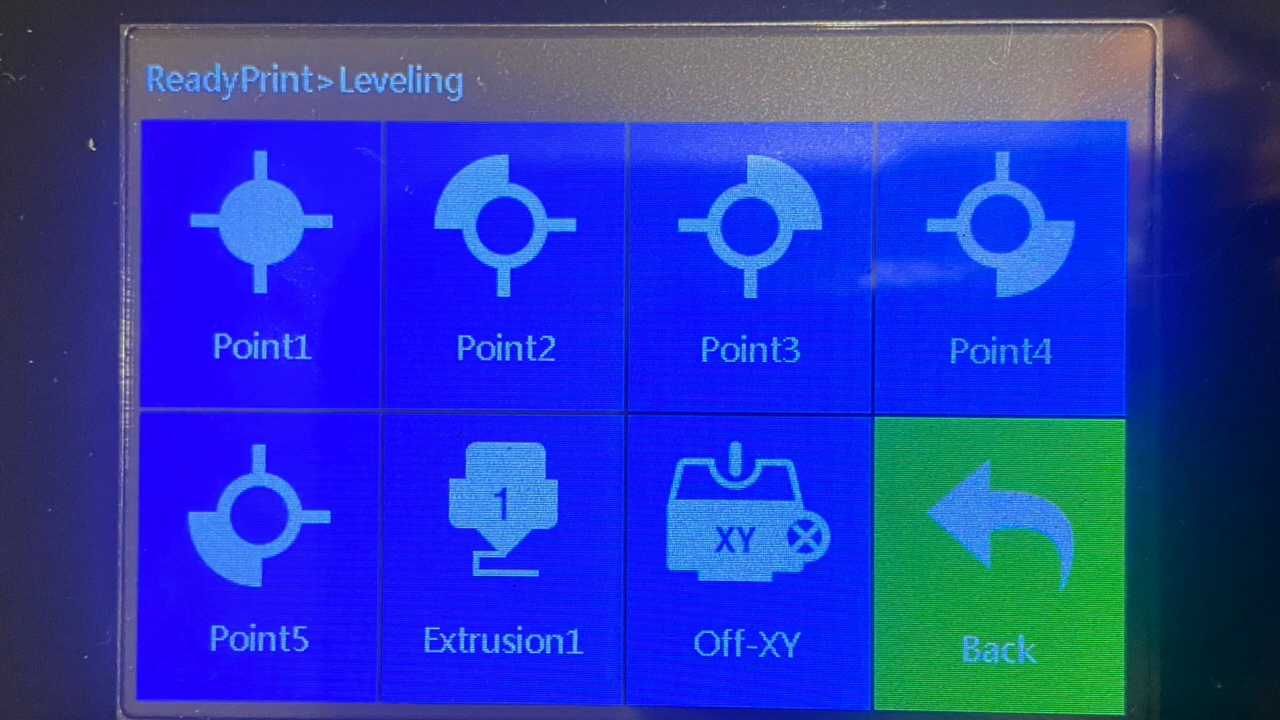 ReadyPrint>Leveling
Point1
Point2
Point3
Point4
1
XY
Point5
Extrusion1
Off-XY
Back